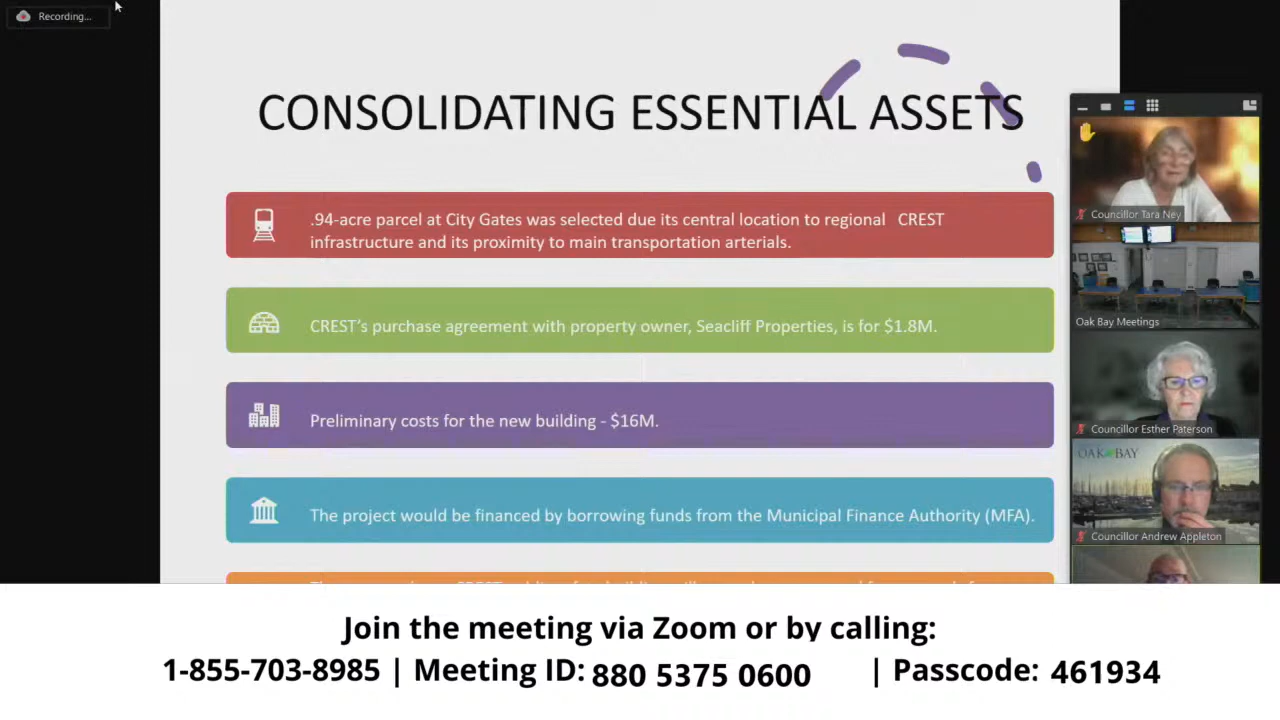 Recording...
CONSOLIDATING ESSENTIAL ASSETS
.94-acre parcel at City Gates was selected due its central location to regional CREST
infrastructure and its proximity to main transportation arterials.
CREST's purchase agreement with property owner, Seacliff Properties, is for $1.8M.
Preliminary costs for the new building - $16M.
The project would be financed by borrowing funds from the Municipal Finance Authority (MFA).
Councillor Tara Ney
Oak Bay Meetings
Councillor Esther Paterson
OAK BAY
Councillor Andrew Appleton
Join the meeting via Zoom or by calling:
1-855-703-8985 | Meeting ID: 880 5375 0600 | Passcode: 461934